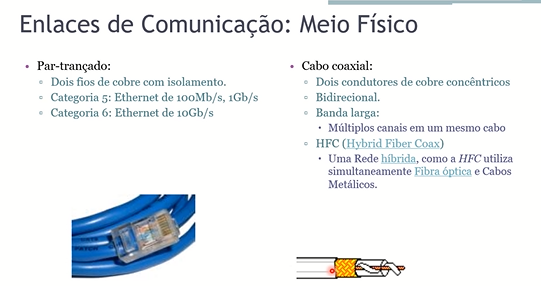 Enlaces de Comunicação: Meio Físico
Par-trançado:
Dois fios de cobre com isolamento.
Categoria 5: Ethernet de 100Mb/s, 1Gb/s
Categoria 6: Ethernet de 10Gb/s
Cabo coaxial:
Dois condutores de cobre concêntricos
Bidirecional.
Banda larga:
Múltiplos canais em um mesmo cabo
HFC (Hybrid Fiber Coax)
Uma Rede híbrida, como a HFC utiliza
simultaneamente Fibra óptica e Cabos
Metálicos.